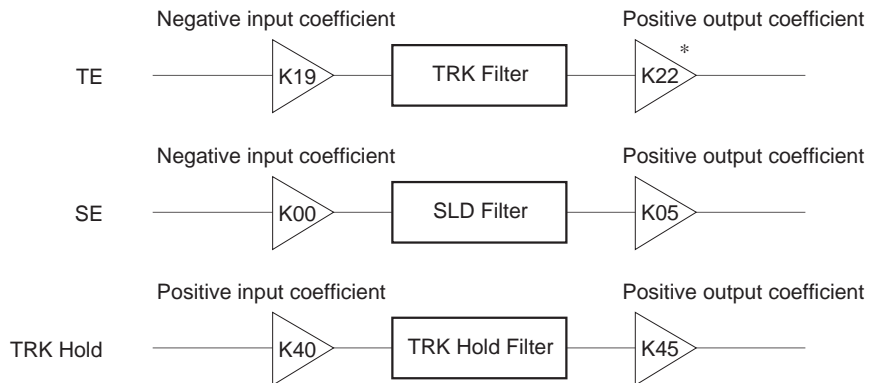 Negative input coefficient Positive output coefficient
TE K19 TRK Filter K22 *
Negative input coefficient Positive output coefficient
SE K00 SLD Filter K05
Positive input coefficient Positive output coefficient
TRK Hold K40 TRK Hold Filter K45